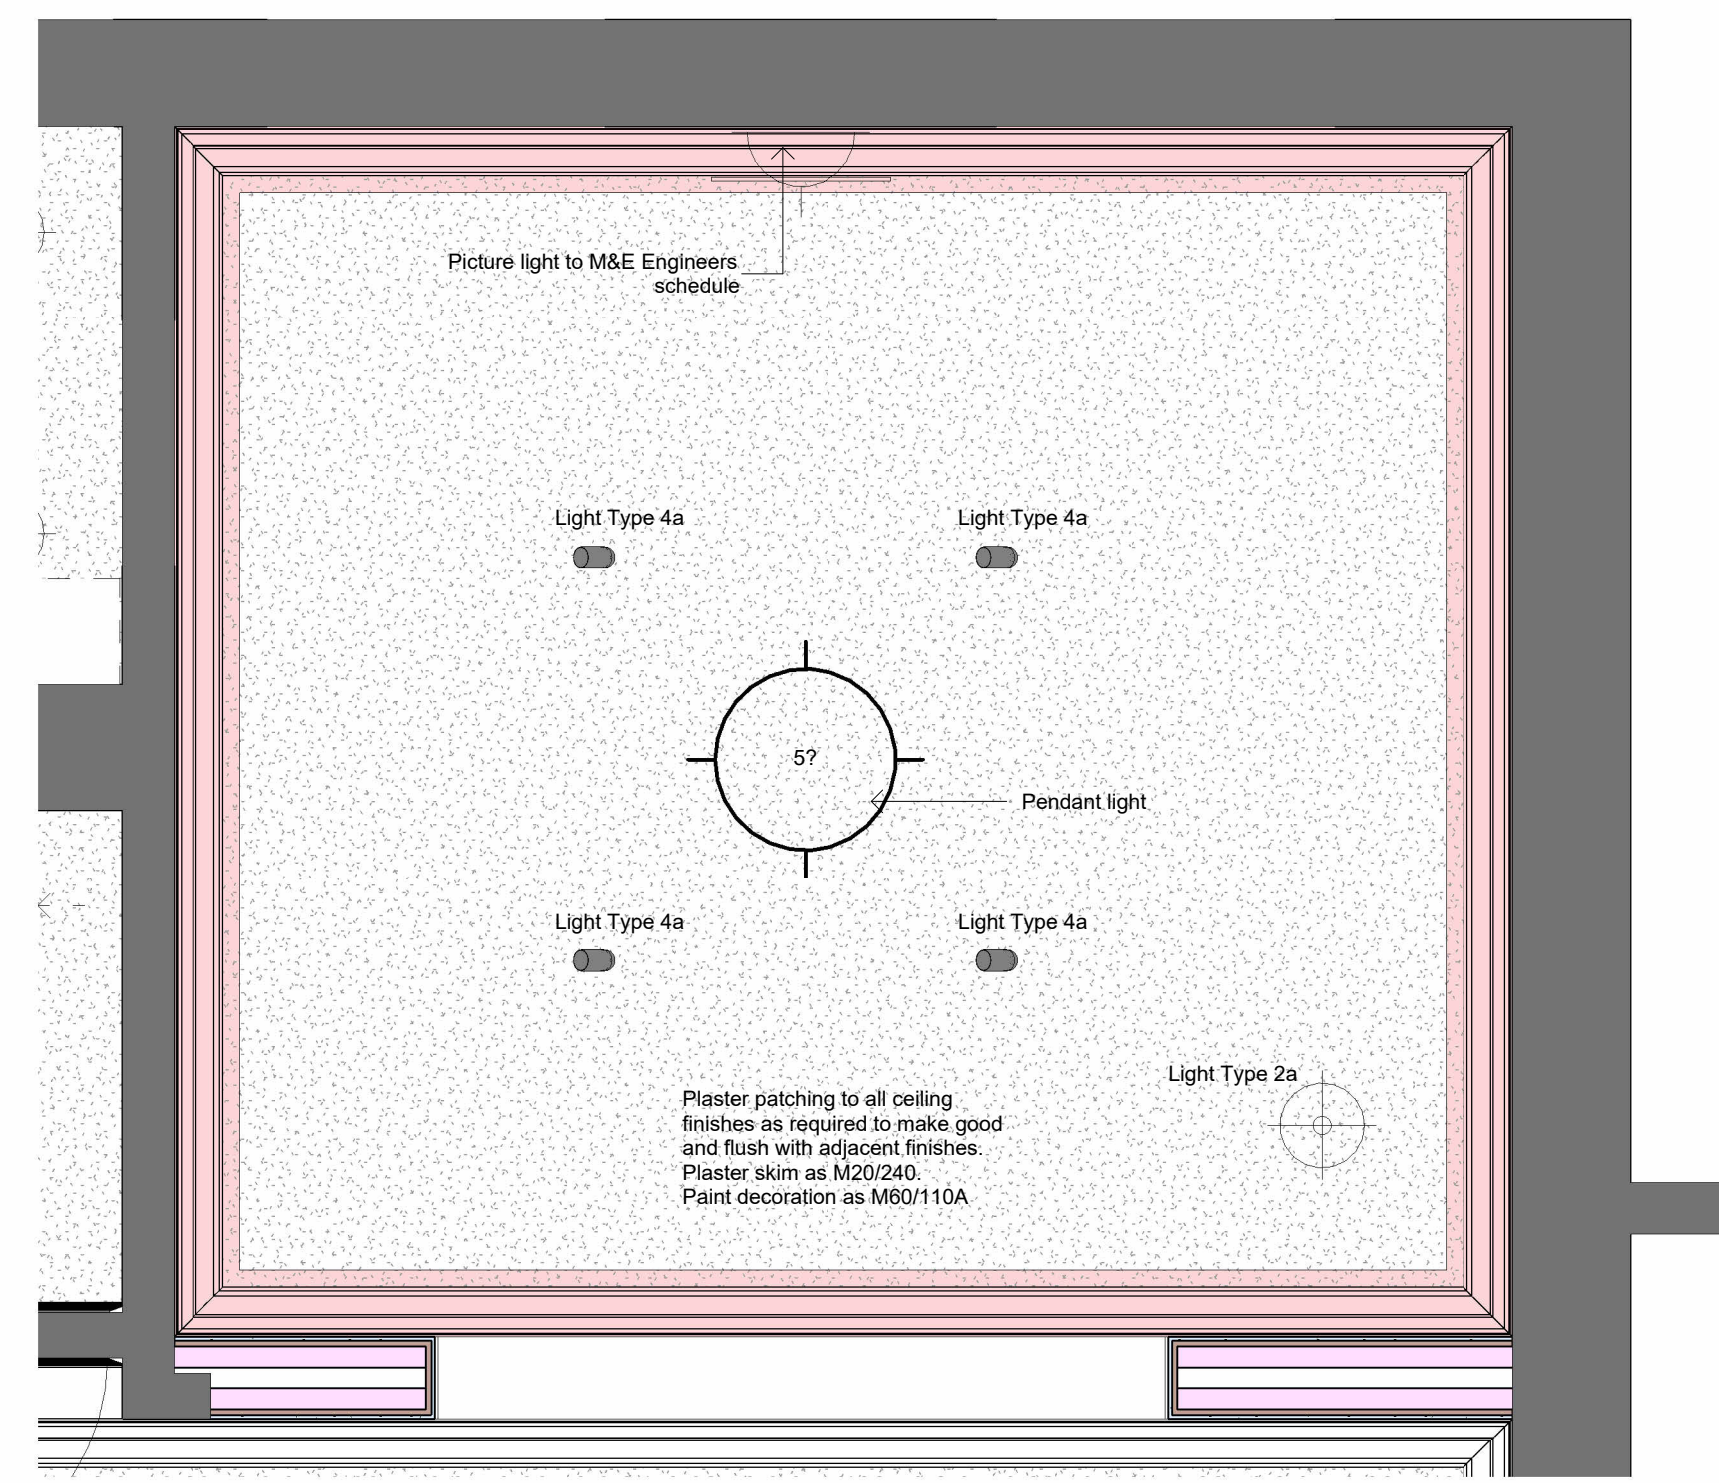 Picture light to M&E Engineers
schedule
Light Type 4a
Light Type 4a
5?
Pendant light
Light Type 4a
Light Type 4a
Light Type 2a
Plaster patching to all ceiling
finishes as required to make good
and flush with adjacent finishes.
Plaster skim as M20/240.
Paint decoration as M60/110A